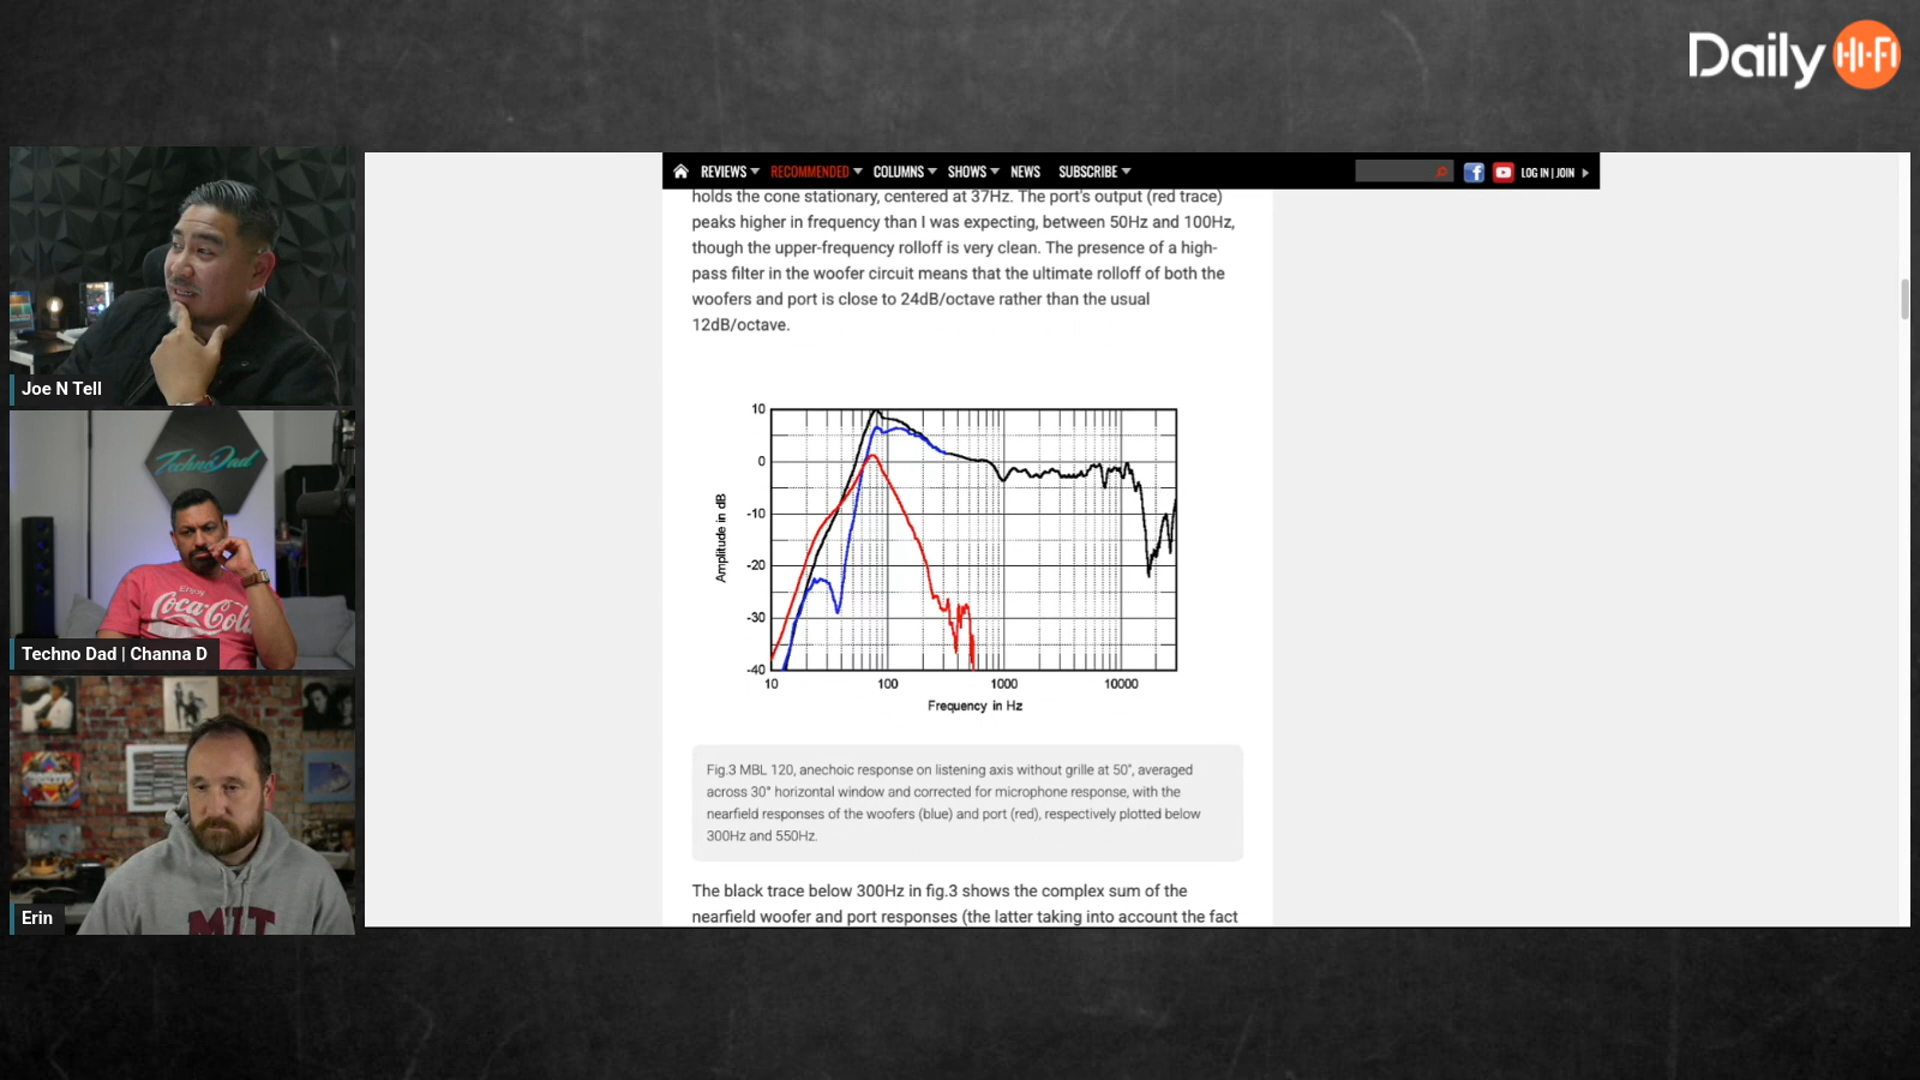 Daily HI-FI
REVIEWS RECOMMENDED COLUMNS SHOWS NEWS SUBSCRIBE LOG IN | JOIN
holds the cone stationary, centered at 37Hz. The port's output (red trace)
peaks higher in frequency than I was expecting, between 50Hz and 100Hz,
though the upper-frequency rolloff is very clean. The presence of a high-
pass filter in the woofer circuit means that the ultimate rolloff of both the
woofers and port is close to 24dB/octave rather than the usual
12dB/octave.
10
0
-10
-20
-30
-40
Amplitude in dB
10 100 1000 10000
Frequency in Hz
Fig.3 MBL 120, anechoic response on listening axis without grille at 50", averaged
across 30° horizontal window and corrected for microphone response, with the
nearfield responses of the woofers (blue) and port (red), respectively plotted below
300Hz and 550Hz.
The black trace below 300Hz in fig.3 shows the complex sum of the
nearfield woofer and port responses (the latter taking into account the fact
Joe N Tell
TechnoDad
ENJOY
Coca-Cola
Techno Dad | Channa D
MIT
Erin